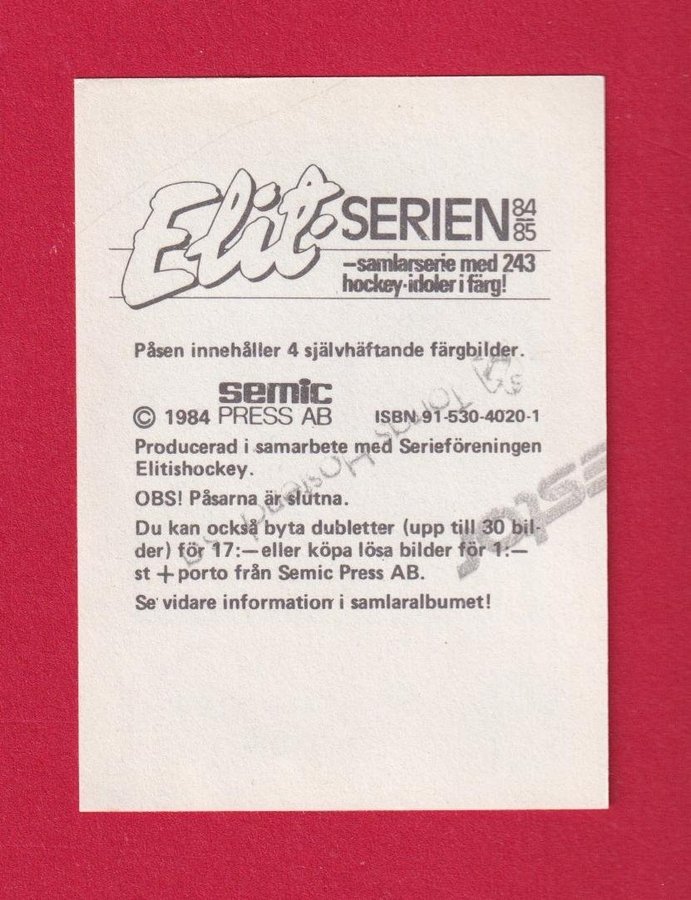 Elit-SERIEN 84 85
–samlarserie med 243
hockey-idoler i färg!
Påsen innehåller 4 självhäftande färgbilder.
semic
© 1984 PRESS AB ISBN 91-530-4020-1
Producerad i samarbete med Serieföreningen
Elitishockey.
OBS! Påsarna är slutna.
Du kan också byta dubletter (upp till 30 bil-
der) för 17:– eller köpa lösa bilder för 1:–
st + porto från Semic Press AB.
Se vidare information i samlaralbumet!